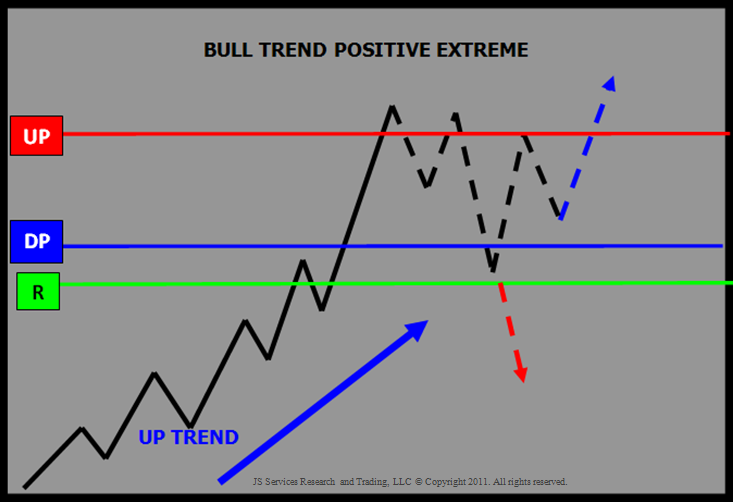 BULL TREND POSITIVE EXTREME
UP
DP
R
UP TREND
JS Services Research and Trading, LLC © Copyright 2011. All rights reserved.